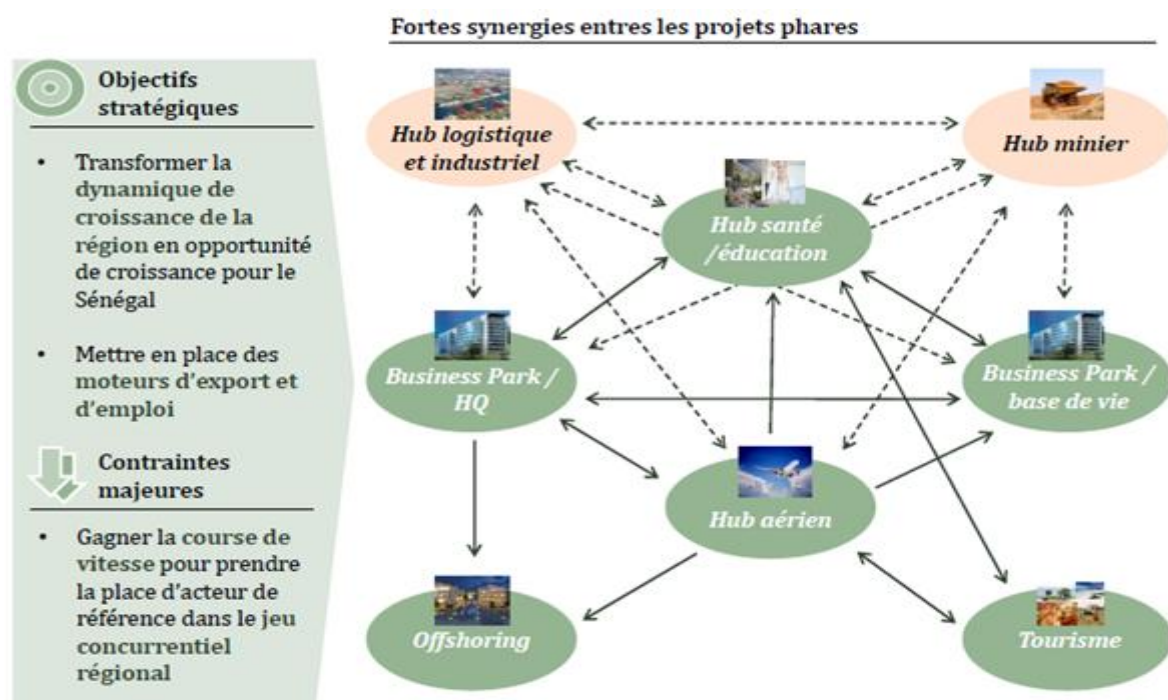 Fortes synergies entres les projets phares
Objectifs
stratégiques
• Transformer la
dynamique de
croissance de la
région en opportunité
de croissance pour le
Sénégal
• Mettre en place des
moteurs d'export et
d'emploi
Contraintes
majeures
• Gagner la course de
vitesse pour prendre
la place d'acteur de
référence dans le jeu
concurrentiel
régional
Hub logistique
et industriel
Hub minier
Hub santé
/éducation
Business Park /
HQ
Business Park /
base de vie
Hub aérien
Offshoring
Tourisme